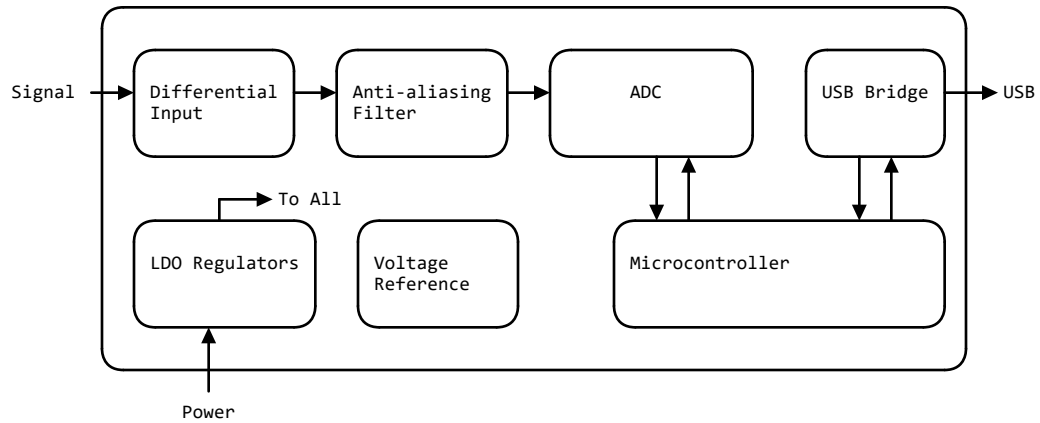 Signal
Differential
Input
Anti-aliasing
Filter
ADC
USB Bridge
USB
To All
LDO Regulators
Voltage
Reference
Microcontroller
Power